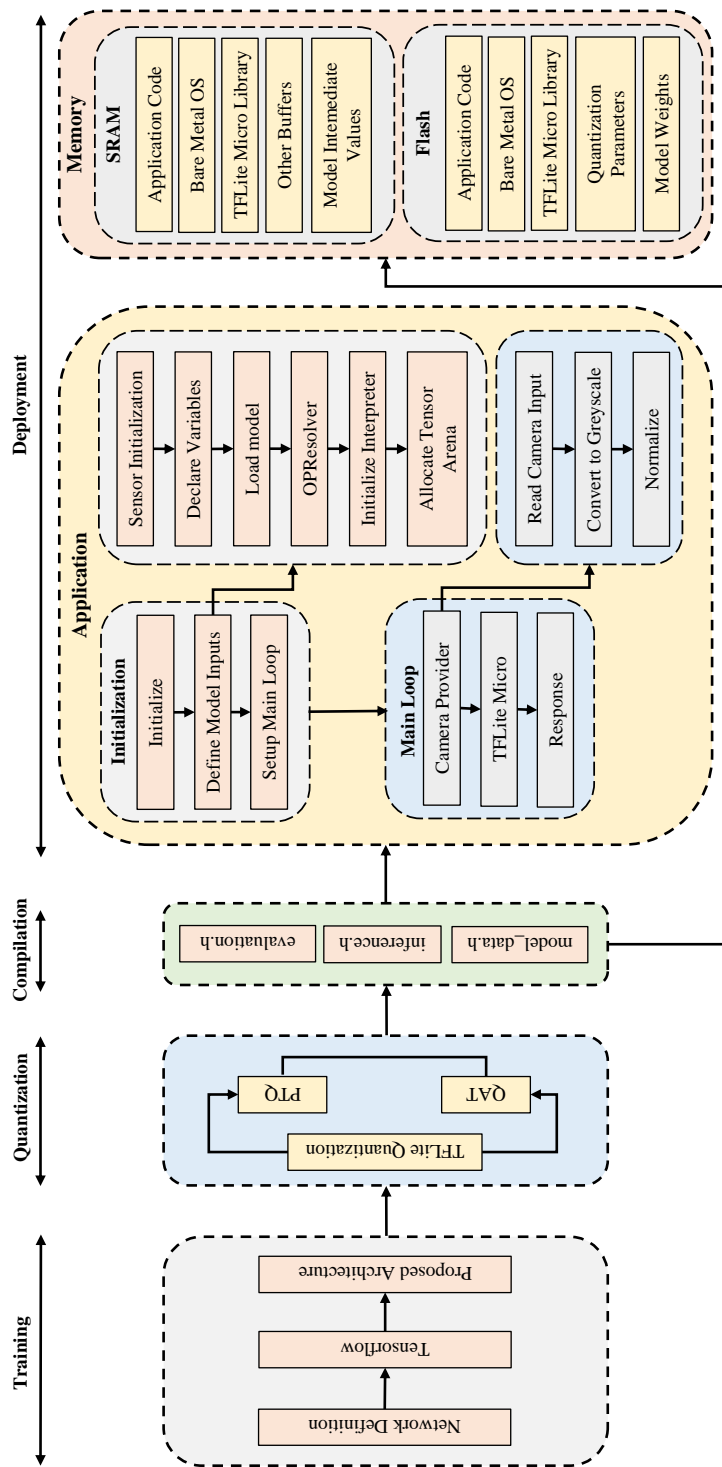 Training
Quantization
Compilation
Deployment
Network Definition
Tensorflow
Proposed Architecture
TFLite Quantization
PTQ
QAT
evaluation.h
inference.h
model_data.h
Application
Initialization
Initialize
Define Model Inputs
Setup Main Loop
Sensor Initialization
Declare Variables
Load model
OPResolver
Initialize Interpreter
Allocate Tensor
Arena
Main Loop
Camera Provider
TFLite Micro
Response
Read Camera Input
Convert to Greyscale
Normalize
Memory
SRAM
Application Code
Bare Metal OS
TFLite Micro Library
Other Buffers
Model Intemediate
Values
Flash
Application Code
Bare Metal OS
TFLite Micro Library
Quantization
Parameters
Model Weights